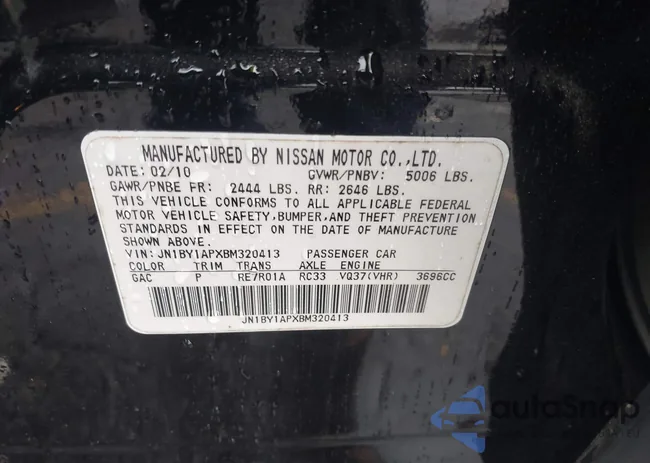 MANUFACTURED BY NISSAN MOTOR CO.,LTD.
DATE: 02/10 GVWR/PNBV: 5006 LBS.
GAWR/PNBE FR: 2444 LBS. RR: 2646 LBS.
THIS VEHICLE CONFORMS TO ALL APPLICABLE FEDERAL
MOTOR VEHICLE SAFETY,BUMPER,AND THEFT PREVENTION
STANDARDS IN EFFECT ON THE DATE OF MANUFACTURE
SHOWN ABOVE.
VIN: JN1BY1APXBM320413 PASSENGER CAR
COLOR TRIM TRANS AXLE ENGINE
GAC P RE7R01A RC33 VQ37(VHR) 3696CC
JN1BY1APXBM320413
autoSnap